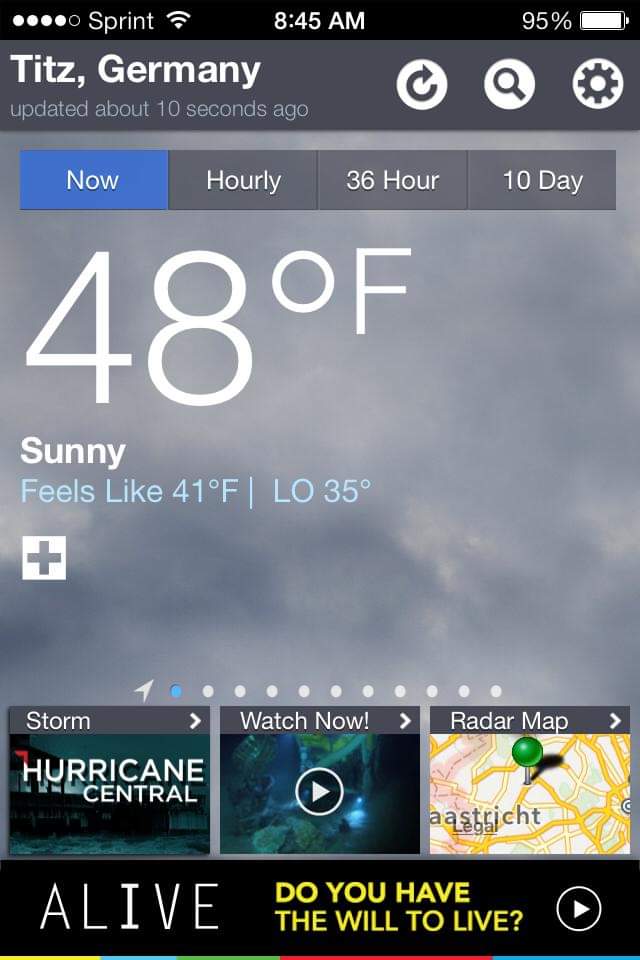 Sprint 8:45 AM 95%
Titz, Germany
updated about 10 seconds ago
Now Hourly 36 Hour 10 Day
48°F
Sunny
Feels Like 41°F | LO 35°
Storm Watch Now! Radar Map
HURRICANE
CENTRAL
aastricht
Legal
ALIVE
DO YOU HAVE
THE WILL TO LIVE?